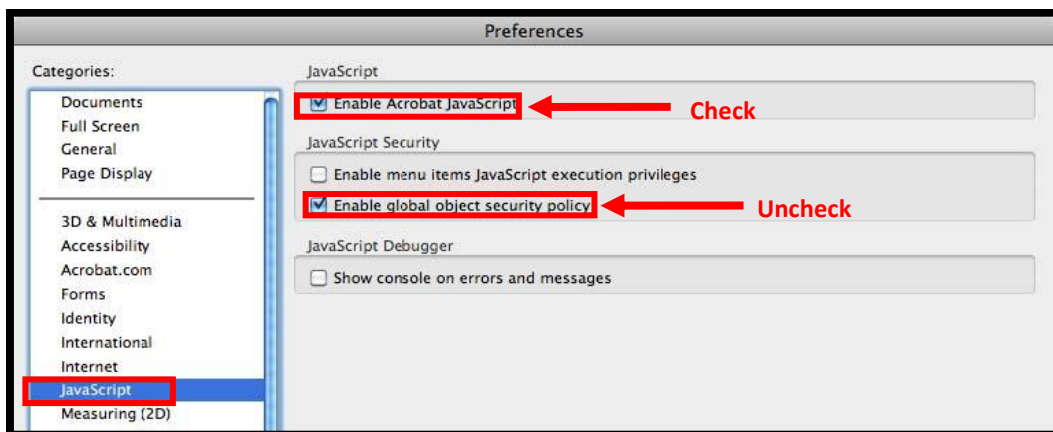 Preferences
Categories:
Documents
Full Screen
General
Page Display
3D & Multimedia
Accessibility
Acrobat.com
Forms
Identity
International
Internet
JavaScript
Measuring (2D)
JavaScript
Enable Acrobat JavaScript
Check
JavaScript Security
Enable menu items JavaScript execution privileges
Enable global object security policy
Uncheck
JavaScript Debugger
Show console on errors and messages